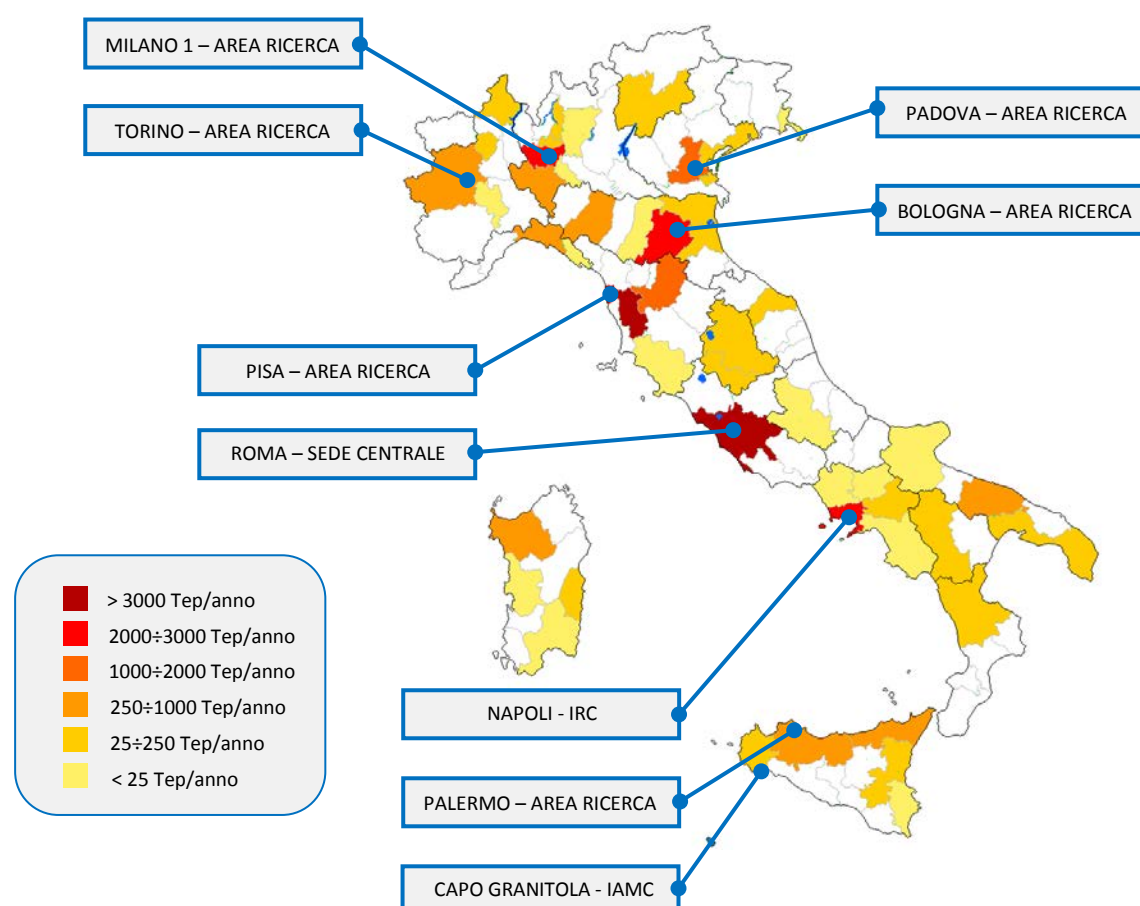 MILANO 1 – AREA RICERCA
TORINO – AREA RICERCA
PADOVA – AREA RICERCA
BOLOGNA – AREA RICERCA
PISA – AREA RICERCA
ROMA – SEDE CENTRALE
> 3000 Tep/anno
2000÷3000 Tep/anno
1000÷2000 Tep/anno
250÷1000 Tep/anno
25÷250 Tep/anno
< 25 Tep/anno
NAPOLI - IRC
PALERMO – AREA RICERCA
CAPO GRANITOLA - IAMC